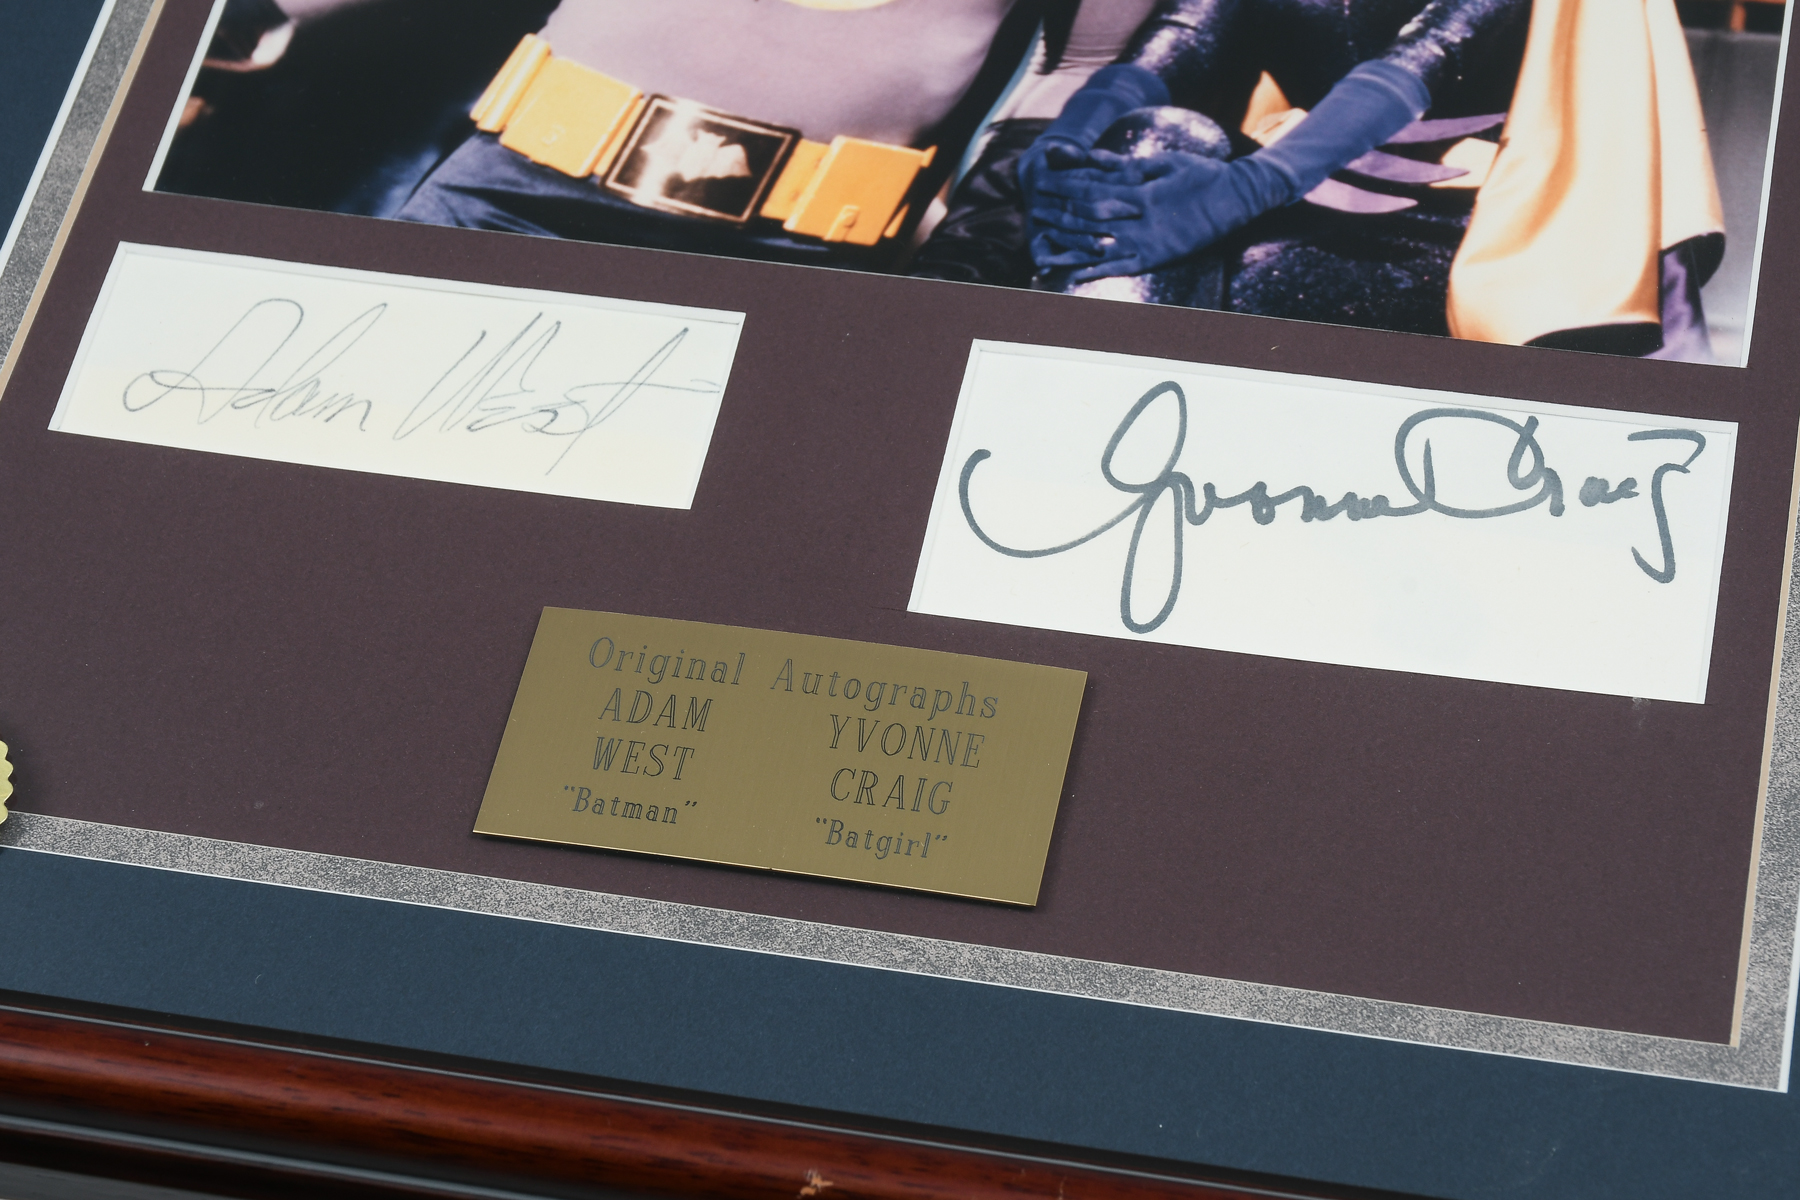 Adam West
Yvonne Craig
Original Autographs
ADAM
WEST
"Batman"
YVONNE
CRAIG
"Batgirl"